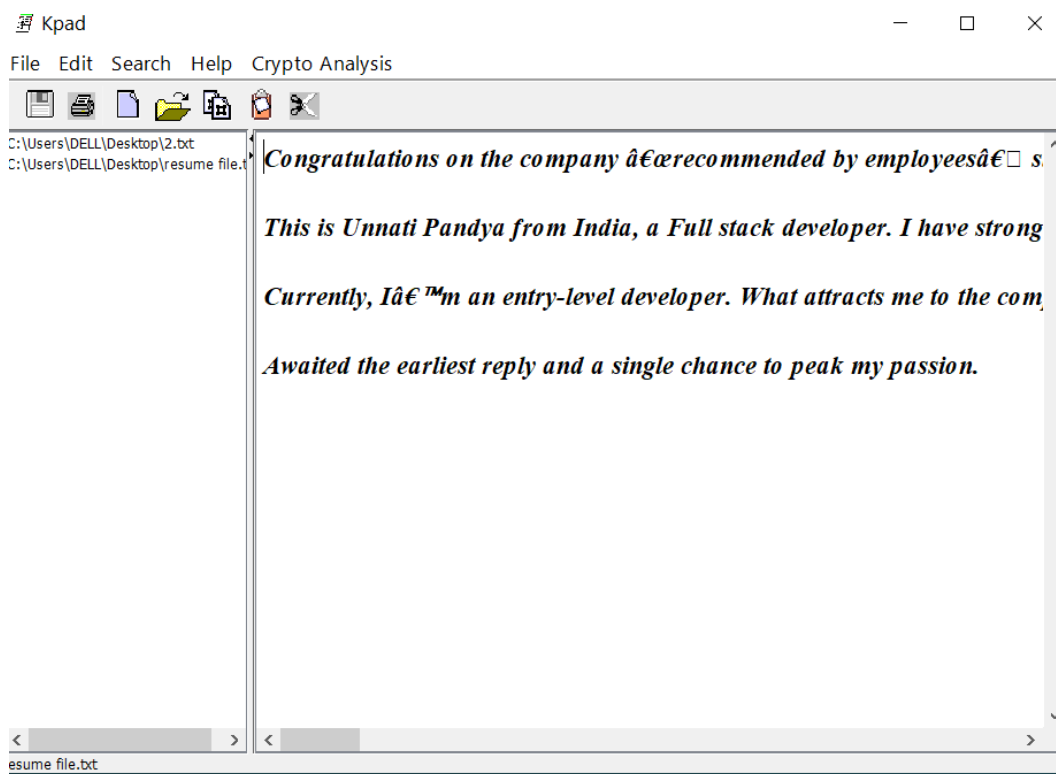 Kpad
File Edit Search Help Crypto Analysis
C:\Users\DELL\Desktop\2.txt
C:\Users\DELL\Desktop\resume file.t
Congratulations on the company â€œrecommended by employeesâ€□ s
This is Unnati Pandya from India, a Full stack developer. I have strong
Currently, Iâ€™m an entry-level developer. What attracts me to the com
Awaited the earliest reply and a single chance to peak my passion.
esume file.txt